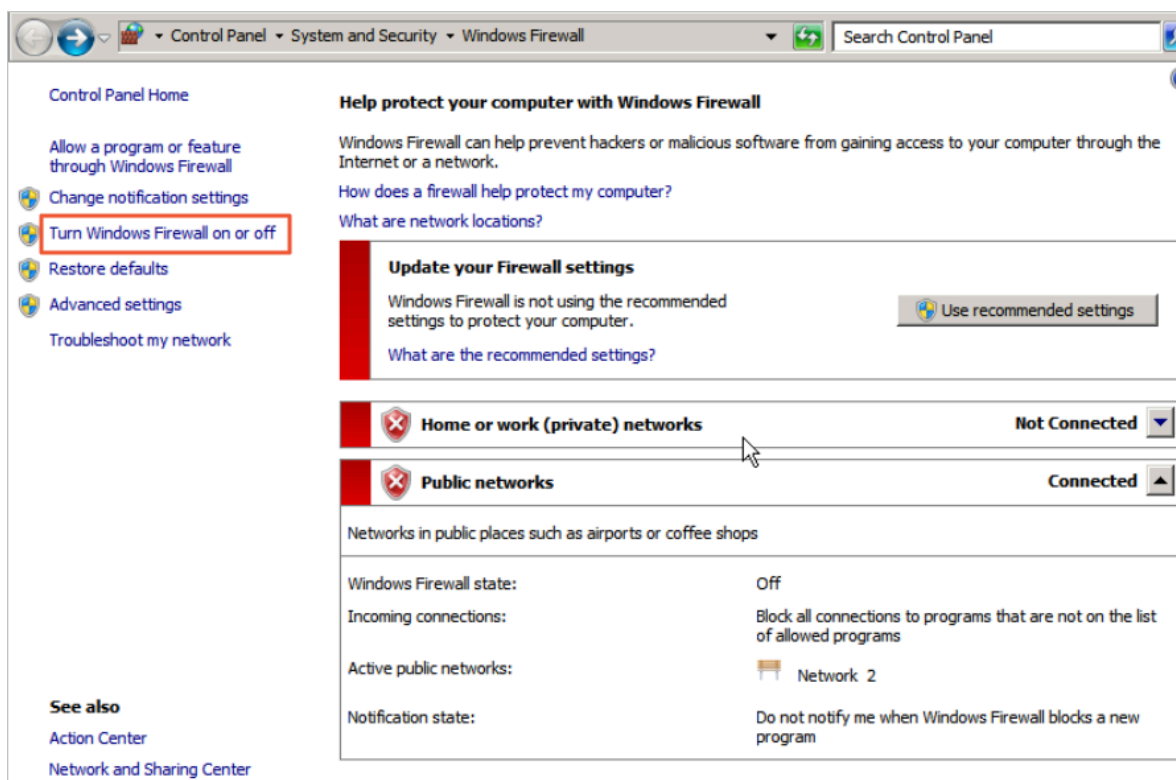 Control Panel System and Security Windows Firewall
Search Control Panel
Control Panel Home
Allow a program or feature
through Windows Firewall
Change notification settings
Turn Windows Firewall on or off
Restore defaults
Advanced settings
Troubleshoot my network
See also
Action Center
Network and Sharing Center
Help protect your computer with Windows Firewall
Windows Firewall can help prevent hackers or malicious software from gaining access to your computer through the
Internet or a network.
How does a firewall help protect my computer?
What are network locations?
Update your Firewall settings
Windows Firewall is not using the recommended
settings to protect your computer.
Use recommended settings
What are the recommended settings?
Home or work (private) networks Not Connected
Public networks Connected
Networks in public places such as airports or coffee shops
Windows Firewall state: Off
Incoming connections: Block all connections to programs that are not on the list
of allowed programs
Active public networks: Network 2
Notification state: Do not notify me when Windows Firewall blocks a new
program